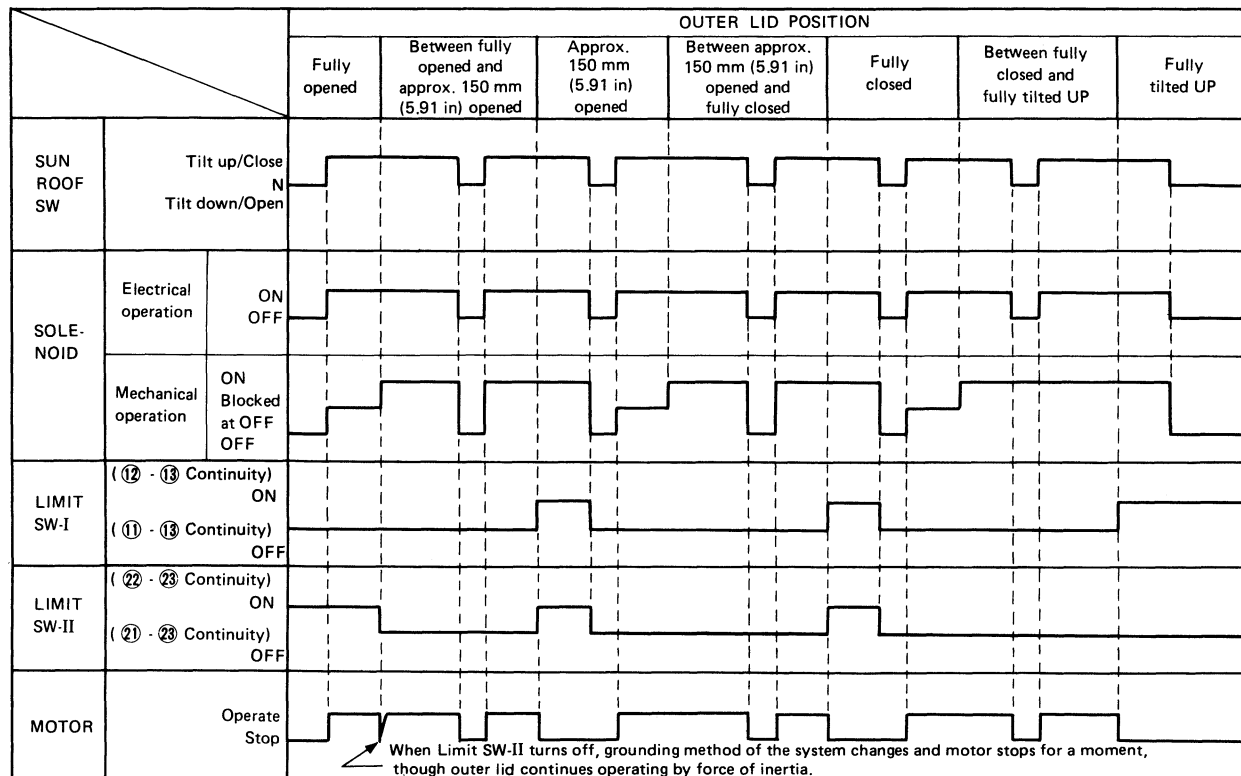 OUTER LID POSITION
Fully
opened
Between fully
opened and
approx. 150 mm
(5.91 in) opened
Approx.
150 mm
(5.91 in)
opened
Between approx.
150 mm (5.91 in)
opened and
fully closed
Fully
closed
Between fully
closed and
fully tilted UP
Fully
tilted UP
SUN
ROOF
SW
Tilt up/Close
N
Tilt down/Open
SOLE-
NOID
Electrical
operation
ON
OFF
Mechanical
operation
ON
Blocked
at OFF
OFF
LIMIT
SW-I
(⑫ - ⑬ Continuity)
ON
(⑪ - ⑬ Continuity)
OFF
LIMIT
SW-II
(㉒ - ㉓ Continuity)
ON
(㉑ - ㉓ Continuity)
OFF
MOTOR
Operate
Stop
When Limit SW-II turns off, grounding method of the system changes and motor stops for a moment,
though outer lid continues operating by force of inertia.